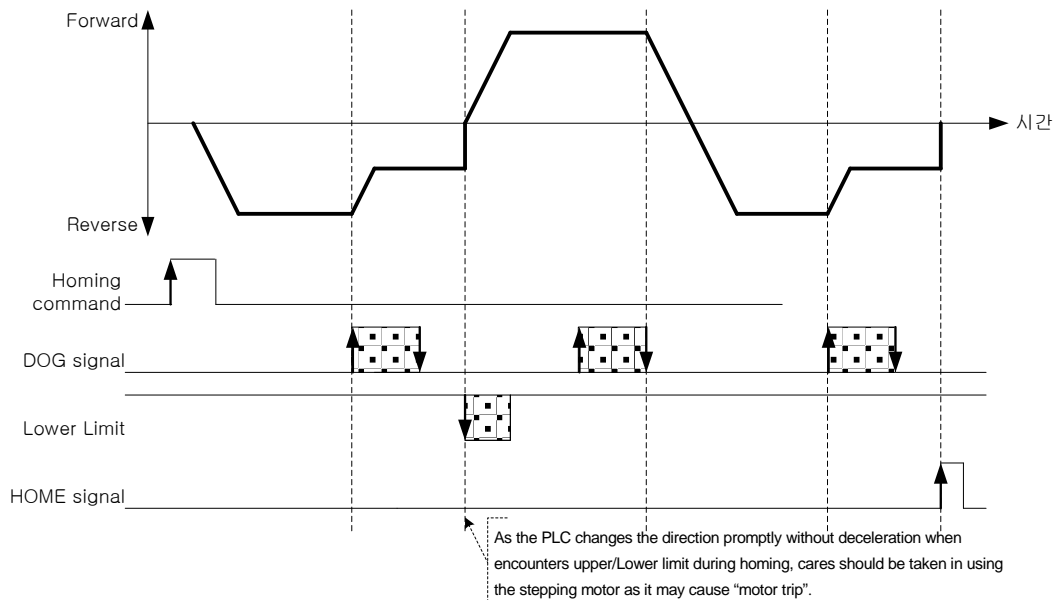 Forward
시간
Reverse
Homing
command
DOG signal
Lower Limit
HOME signal
As the PLC changes the direction promptly without deceleration when
encounters upper/Lower limit during homing, cares should be taken in using
the stepping motor as it may cause “motor trip”.